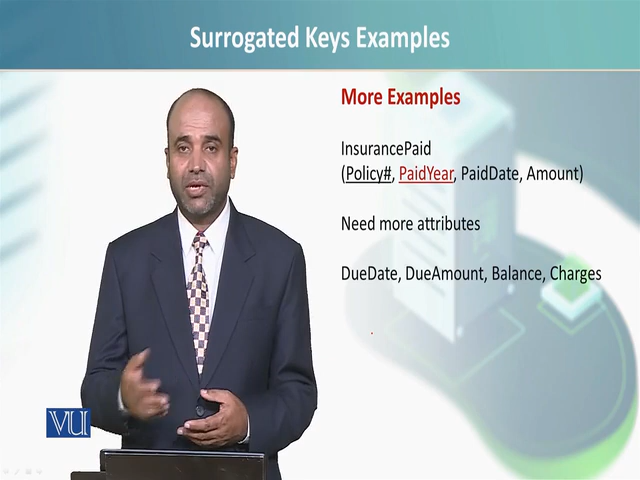 Surrogated Keys Examples
More Examples
InsurancePaid
(Policy#, PaidYear, PaidDate, Amount)
Need more attributes
DueDate, DueAmount, Balance, Charges
VU